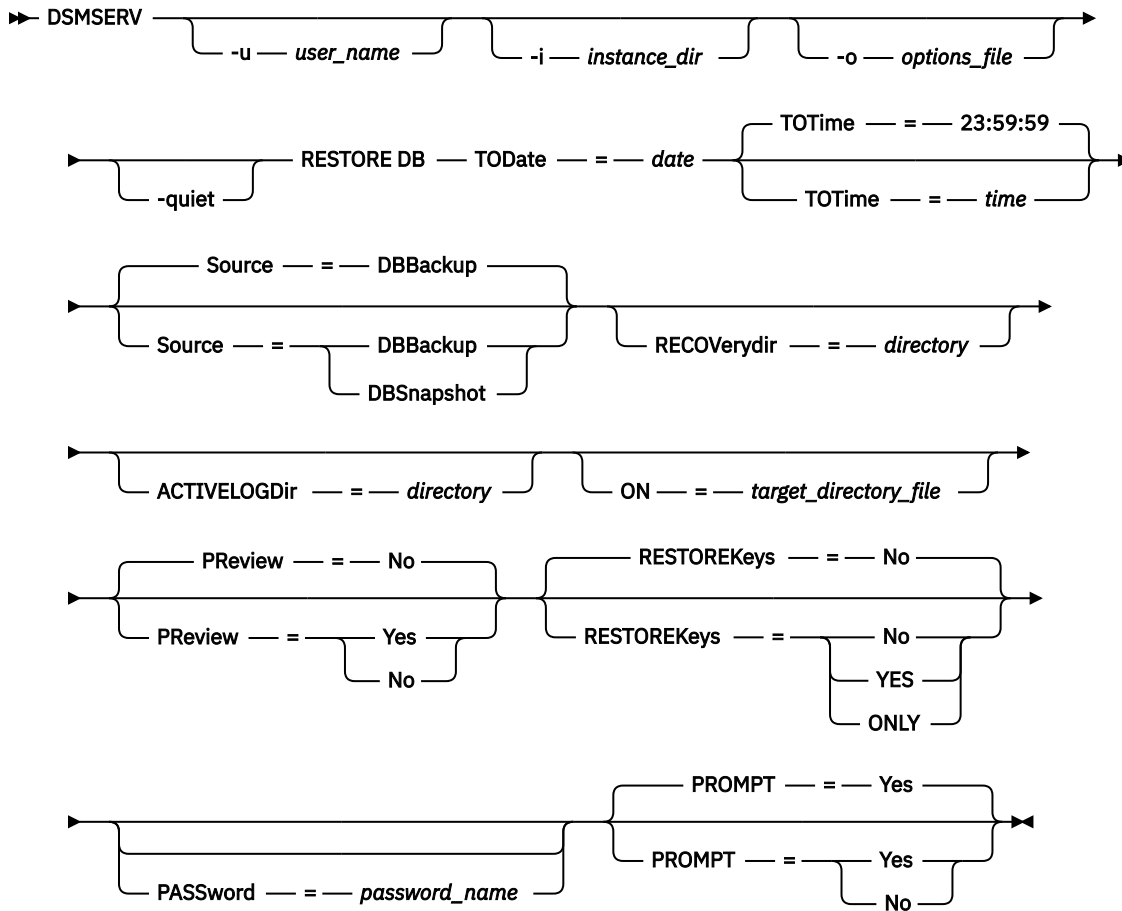 DSMSERV
-u user_name -i instance_dir -o options_file
TOTime = 23:59:59
RESTORE DB TODate = date
-quiet TOTime = time
Source = DBBackup
Source = DBBackup RECOVerydir = directory
DBSnapshot
ACTIVELOGDir = directory ON = target_directory_file
PReview = No RESTOREKeys = No
PReview = Yes RESTOREKeys = No
No YES
ONLY
PROMPT = Yes
PROMPT = Yes
PASSword = password_name No